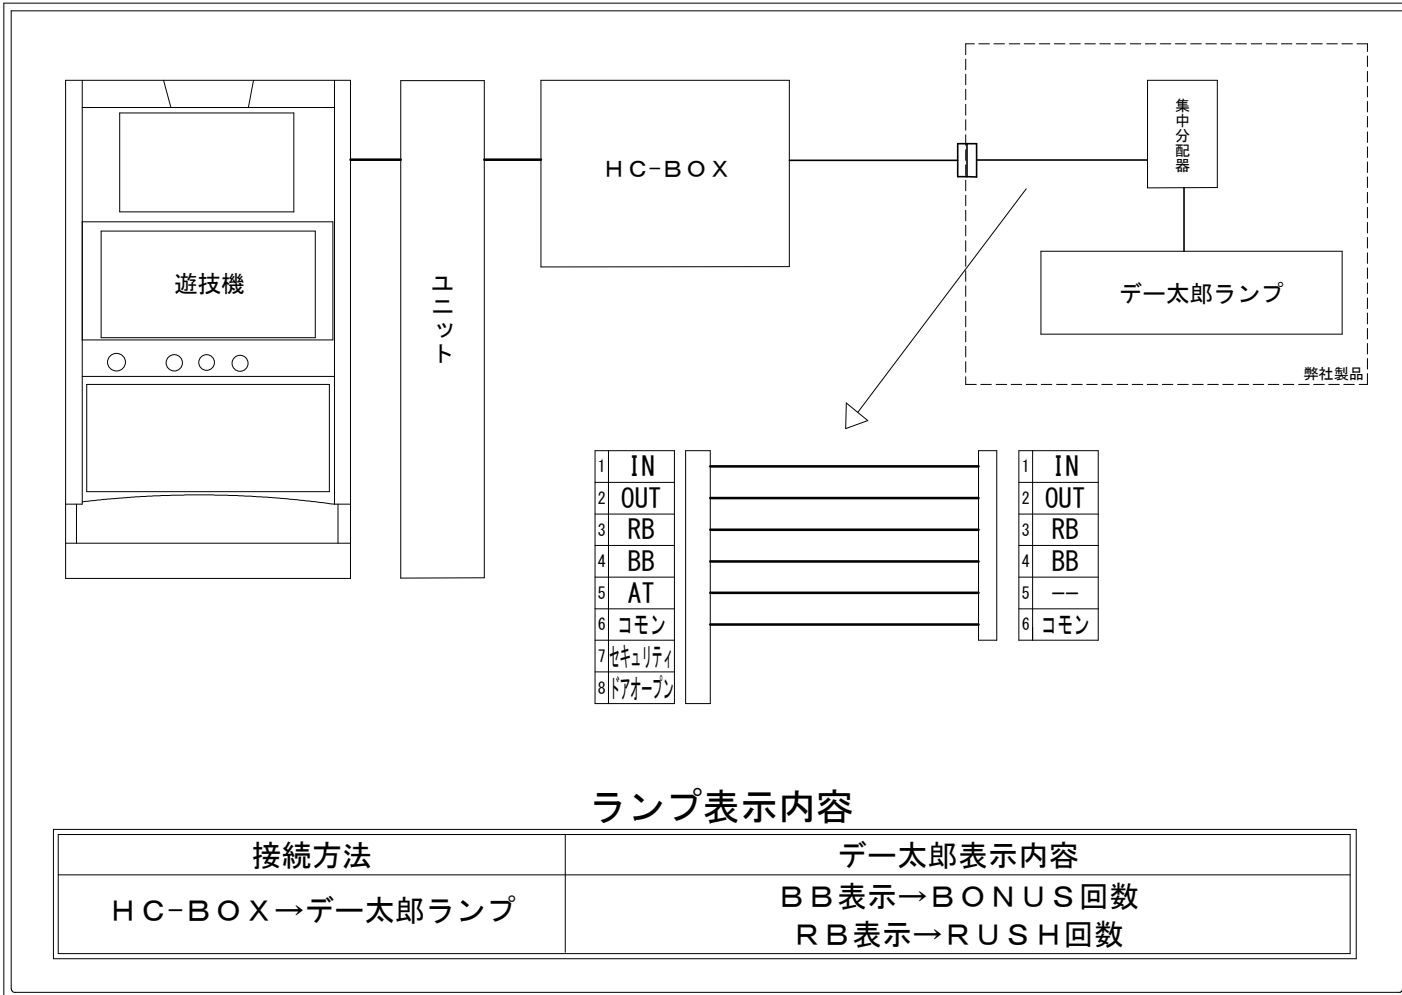 集中分配器
ＨＣ−ＢＯＸ
遊技機
ユニット
デー太郎ランプ
弊社製品
1 IN
2 OUT
3 RB
4 BB
5 AT
6 コモン
7 セキュリティ
8 ドアオープン
1 IN
2 OUT
3 RB
4 BB
5 −−
6 コモン
ランプ表示内容
接続方法 デー太郎表示内容
ＨＣ−ＢＯＸ→デー太郎ランプ
ＢＢ表示→ＢＯＮＵＳ回数
ＲＢ表示→ＲＵＳＨ回数